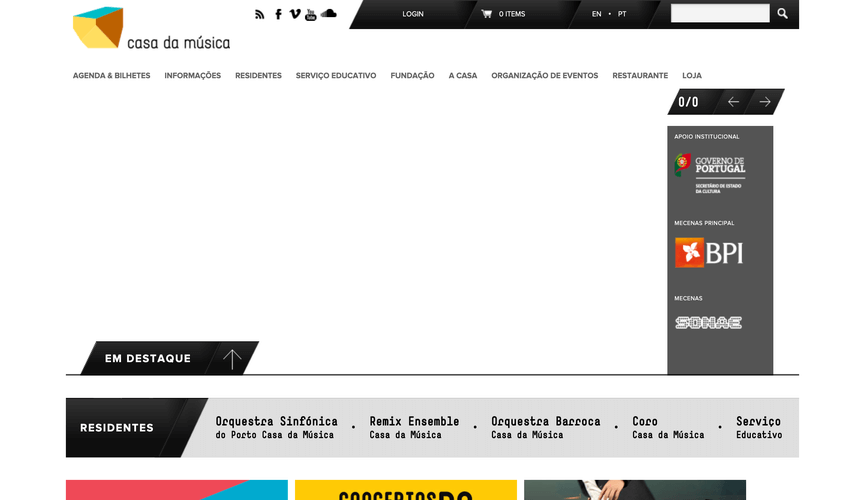 LOGIN
0 ITEMS
EN • PT
casa da música
AGENDA & BILHETES
INFORMAÇÕES
RESIDENTES
SERVIÇO EDUCATIVO
FUNDAÇÃO
A CASA
ORGANIZAÇÃO DE EVENTOS
RESTAURANTE
LOJA
0/0
APOIO INSTITUCIONAL
GOVERNO DE
PORTUGAL
SECRETÁRIO DE ESTADO
DA CULTURA
MECENAS PRINCIPAL
BPI
MECENAS
SONAE
EM DESTAQUE
RESIDENTES
Orquestra Sinfónica
do Porto Casa da Música
Remix Ensemble
Casa da Música
Orquestra Barroca
Casa da Música
Coro
Casa da Música
Serviço
Educativo